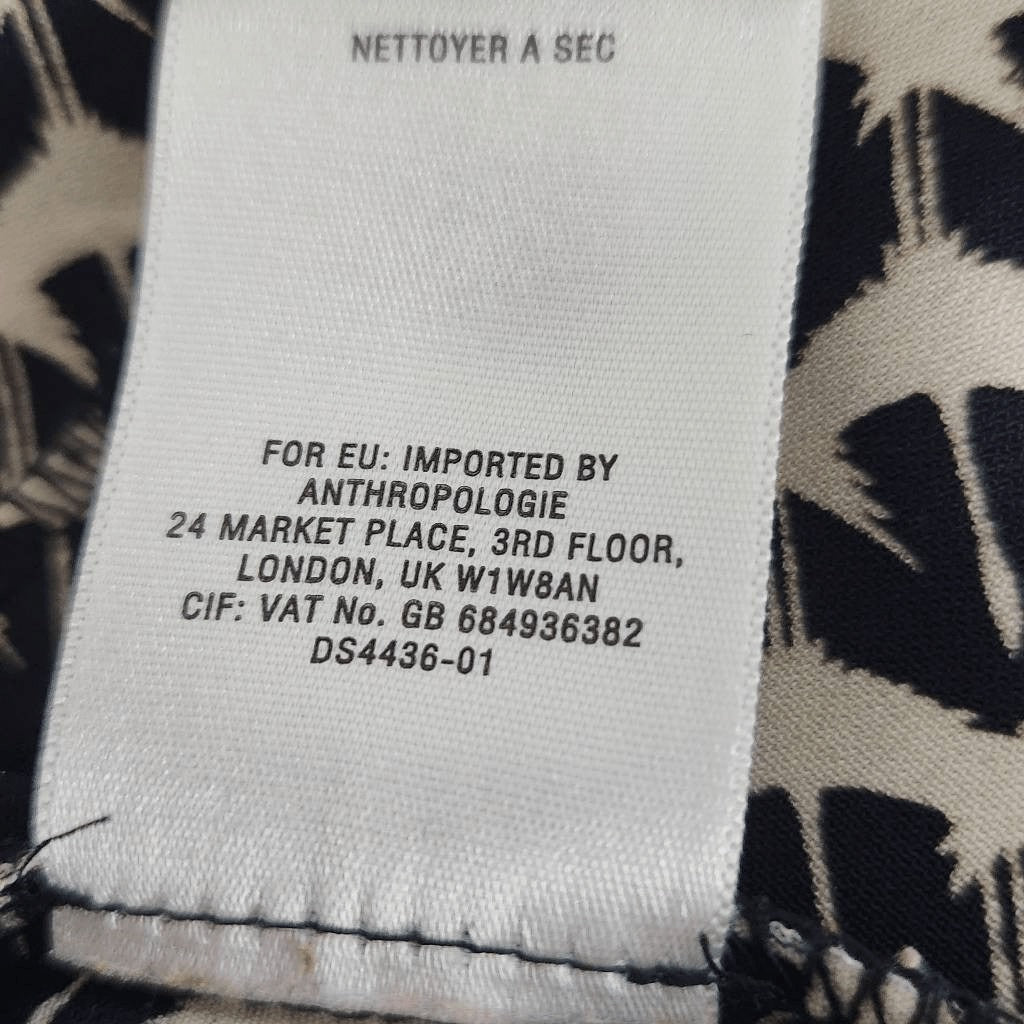 NETTOYER A SEC
FOR EU: IMPORTED BY
ANTHROPOLOGIE
24 MARKET PLACE, 3RD FLOOR,
LONDON, UK W1W8AN
CIF: VAT No. GB 684936382
DS4436-01